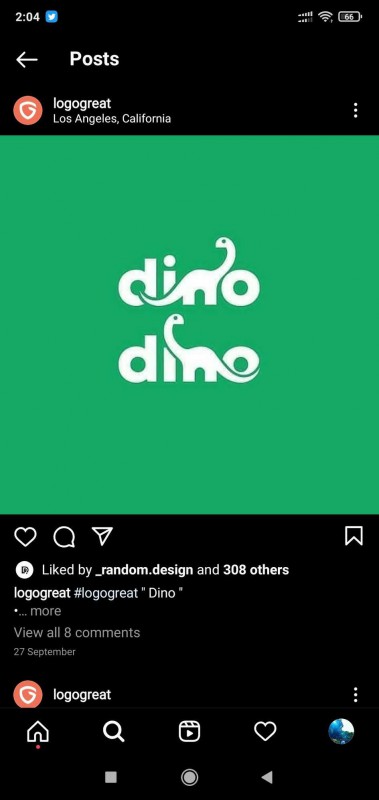 2:04
66
Posts
logogreat
Los Angeles, California
dino
dino
Liked by _random.design and 308 others
logogreat #logogreat " Dino "
•... more
View all 8 comments
27 September
logogreat